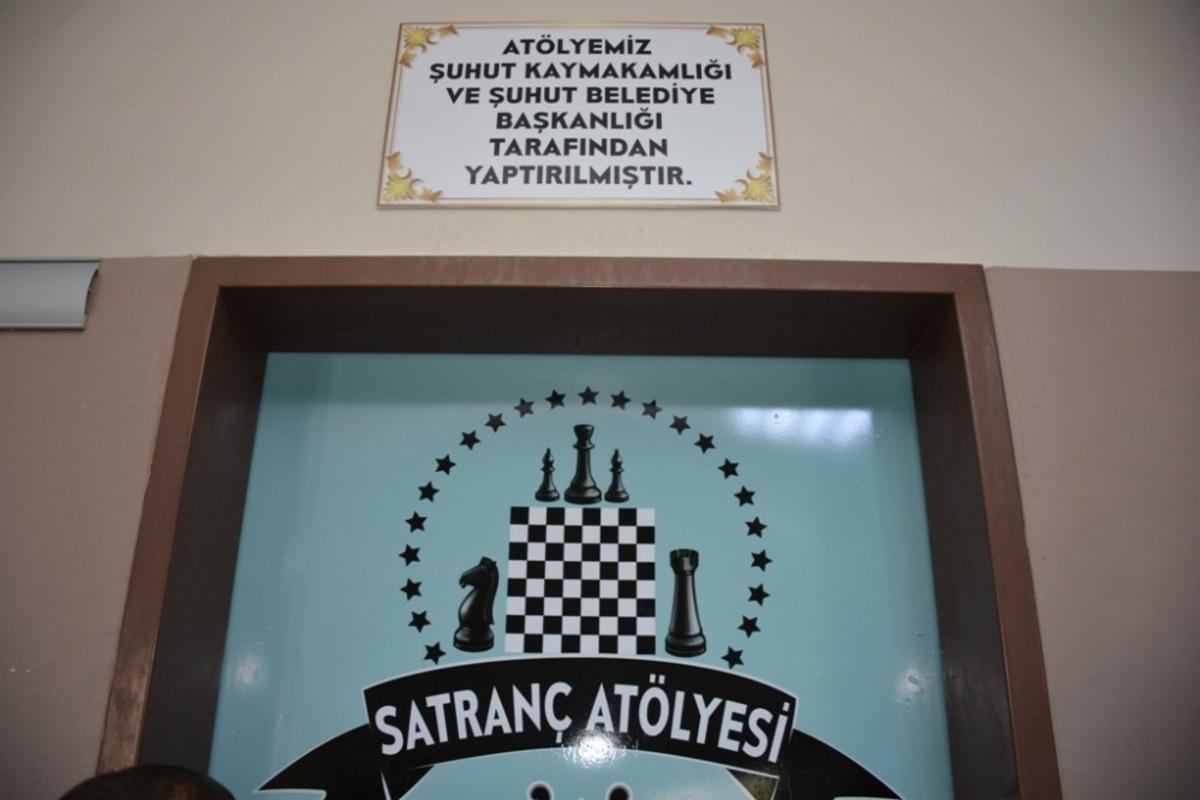 ATÖLYEMİZ
ŞUHUT KAYMAKAMLIĞI
VE ŞUHUT BELEDİYE
BAŞKANLIĞI
TARAFINDAN
YAPTIRILMIŞTIR.
SATRANÇ ATÖLYESİ